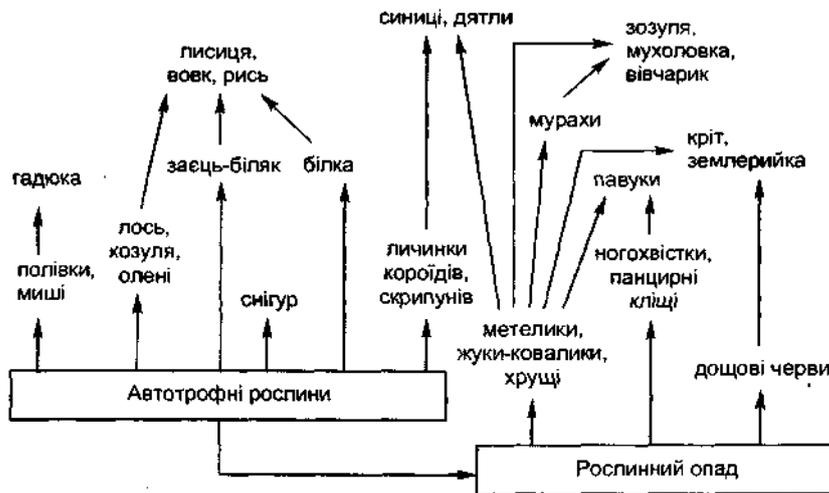 синиці, дятли
зозуля,
мухоловка,
вівчарик
лисиця,
вовк, рись
мурахи
кріт,
землерийка
заєць-біляк
білка
гадюка
павуки
лось,
козуля,
олені
личинки
короїдів,
скрипунів
ногохвістки,
панцирні
кліщі
полівки,
миші
снігур
метелики,
жуки-ковалики,
хрущі
дощові черви
Автотрофні рослини
Рослинний опад